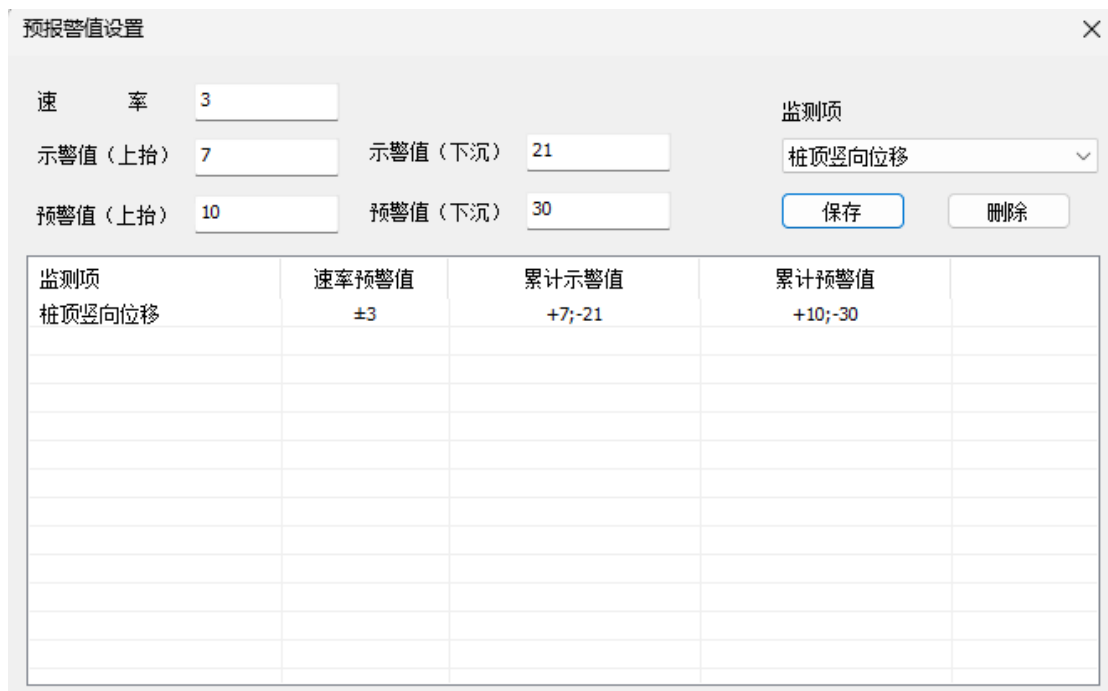 预报警值设置
速 率 3
监测项
示警值（上抬） 7 示警值（下沉） 21
桩顶竖向位移
预警值（上抬） 10 预警值（下沉） 30
保存 删除
监测项 速率预警值 累计示警值 累计预警值
桩顶竖向位移 ±3 +7;-21 +10;-30